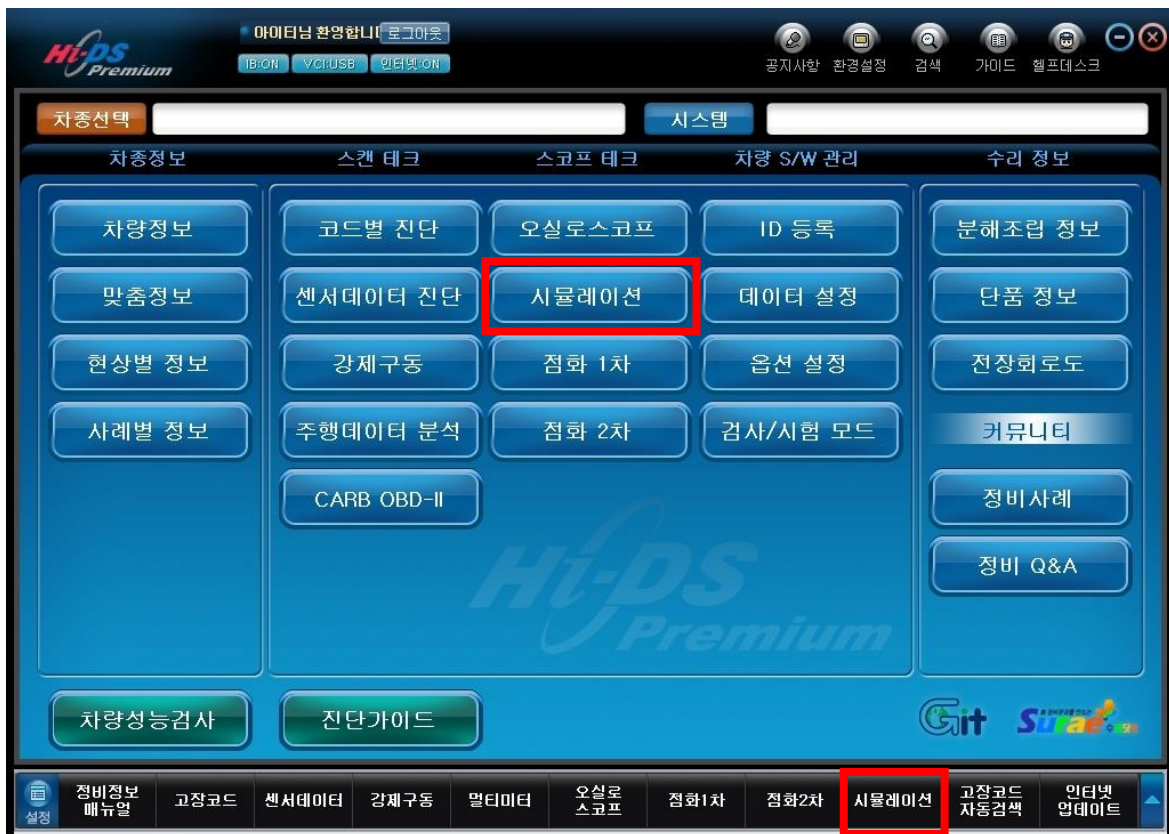 Hi-DS
Premium
아이티님 환영합니다
로그아웃
IB:ON
VCI:USB
인터넷:ON
공지사항
환경설정
검색
가이드
헬프데스크
차종선택
시스템
차종정보
스캔 테크
스코프 테크
차량 S/W 관리
수리 정보
차량정보
코드별 진단
오실로스코프
ID 등록
분해조립 정보
맞춤정보
센서데이터 진단
시뮬레이션
데이터 설정
단품 정보
현상별 정보
강제구동
점화 1차
옵션 설정
전장회로도
사례별 정보
주행데이터 분석
점화 2차
검사/시험 모드
커뮤니티
CARB OBD-II
정비사례
정비 Q&A
Hi-DS
Premium
차량성능검사
진단가이드
Git
Surae
설정
정비정보
매뉴얼
고장코드
센서데이터
강제구동
멀티미터
오실로
스코프
점화1차
점화2차
시뮬레이션
고장코드
자동검색
인터넷
업데이트